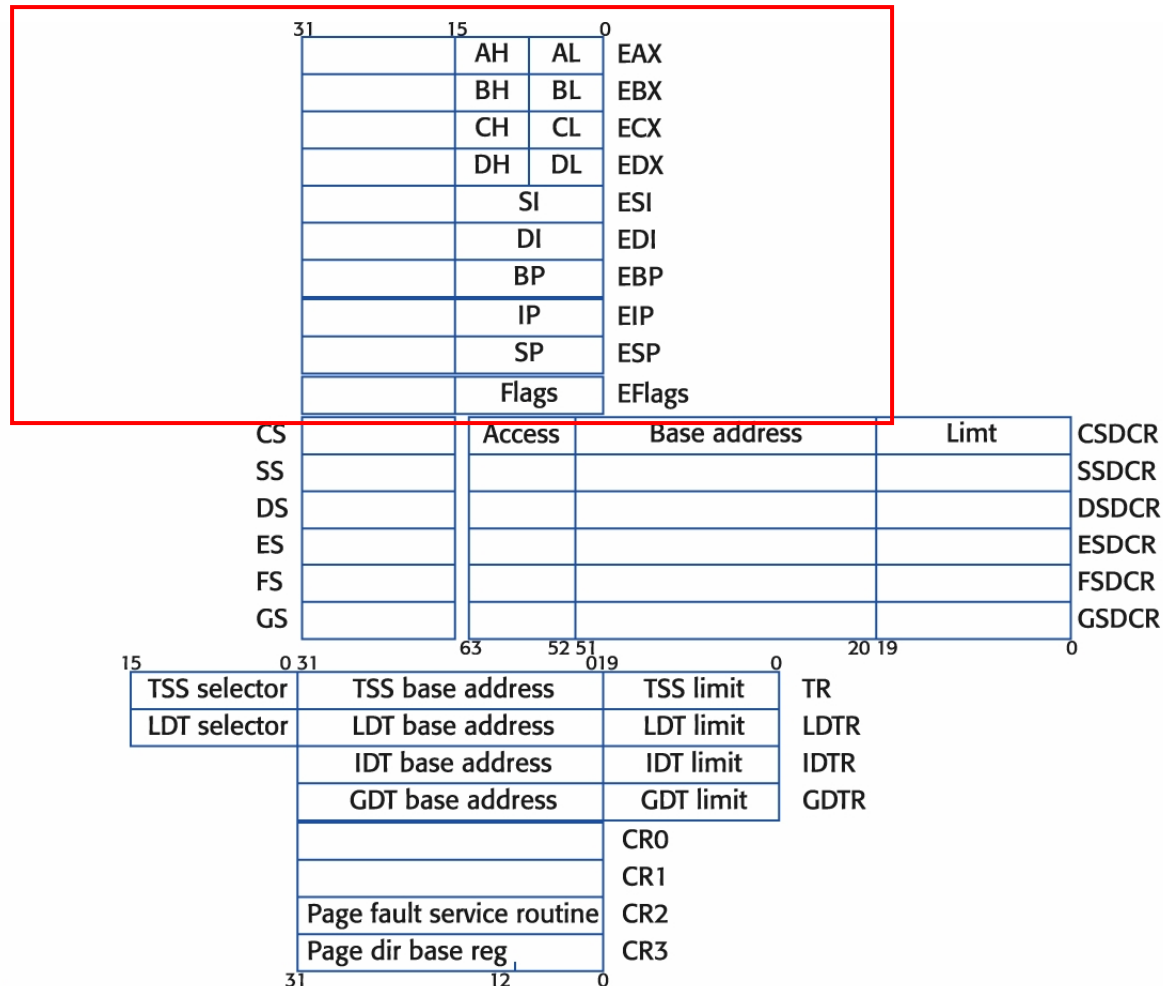 31 15 0
AH AL EAX
BH BL EBX
CH CL ECX
DH DL EDX
SI ESI
DI EDI
BP EBP
IP EIP
SP ESP
Flags EFlags
CS Access Base address Limt CSDCR
SS SSDCR
DS DSDCR
ES ESDCR
FS FSDCR
GS GSDCR
63 52 51 20 19 0
15 0 31 0 19 0
TSS selector TSS base address TSS limit TR
LDT selector LDT base address LDT limit LDTR
IDT base address IDT limit IDTR
GDT base address GDT limit GDTR
CR0
CR1
Page fault service routine CR2
Page dir base reg CR3
31 12 0